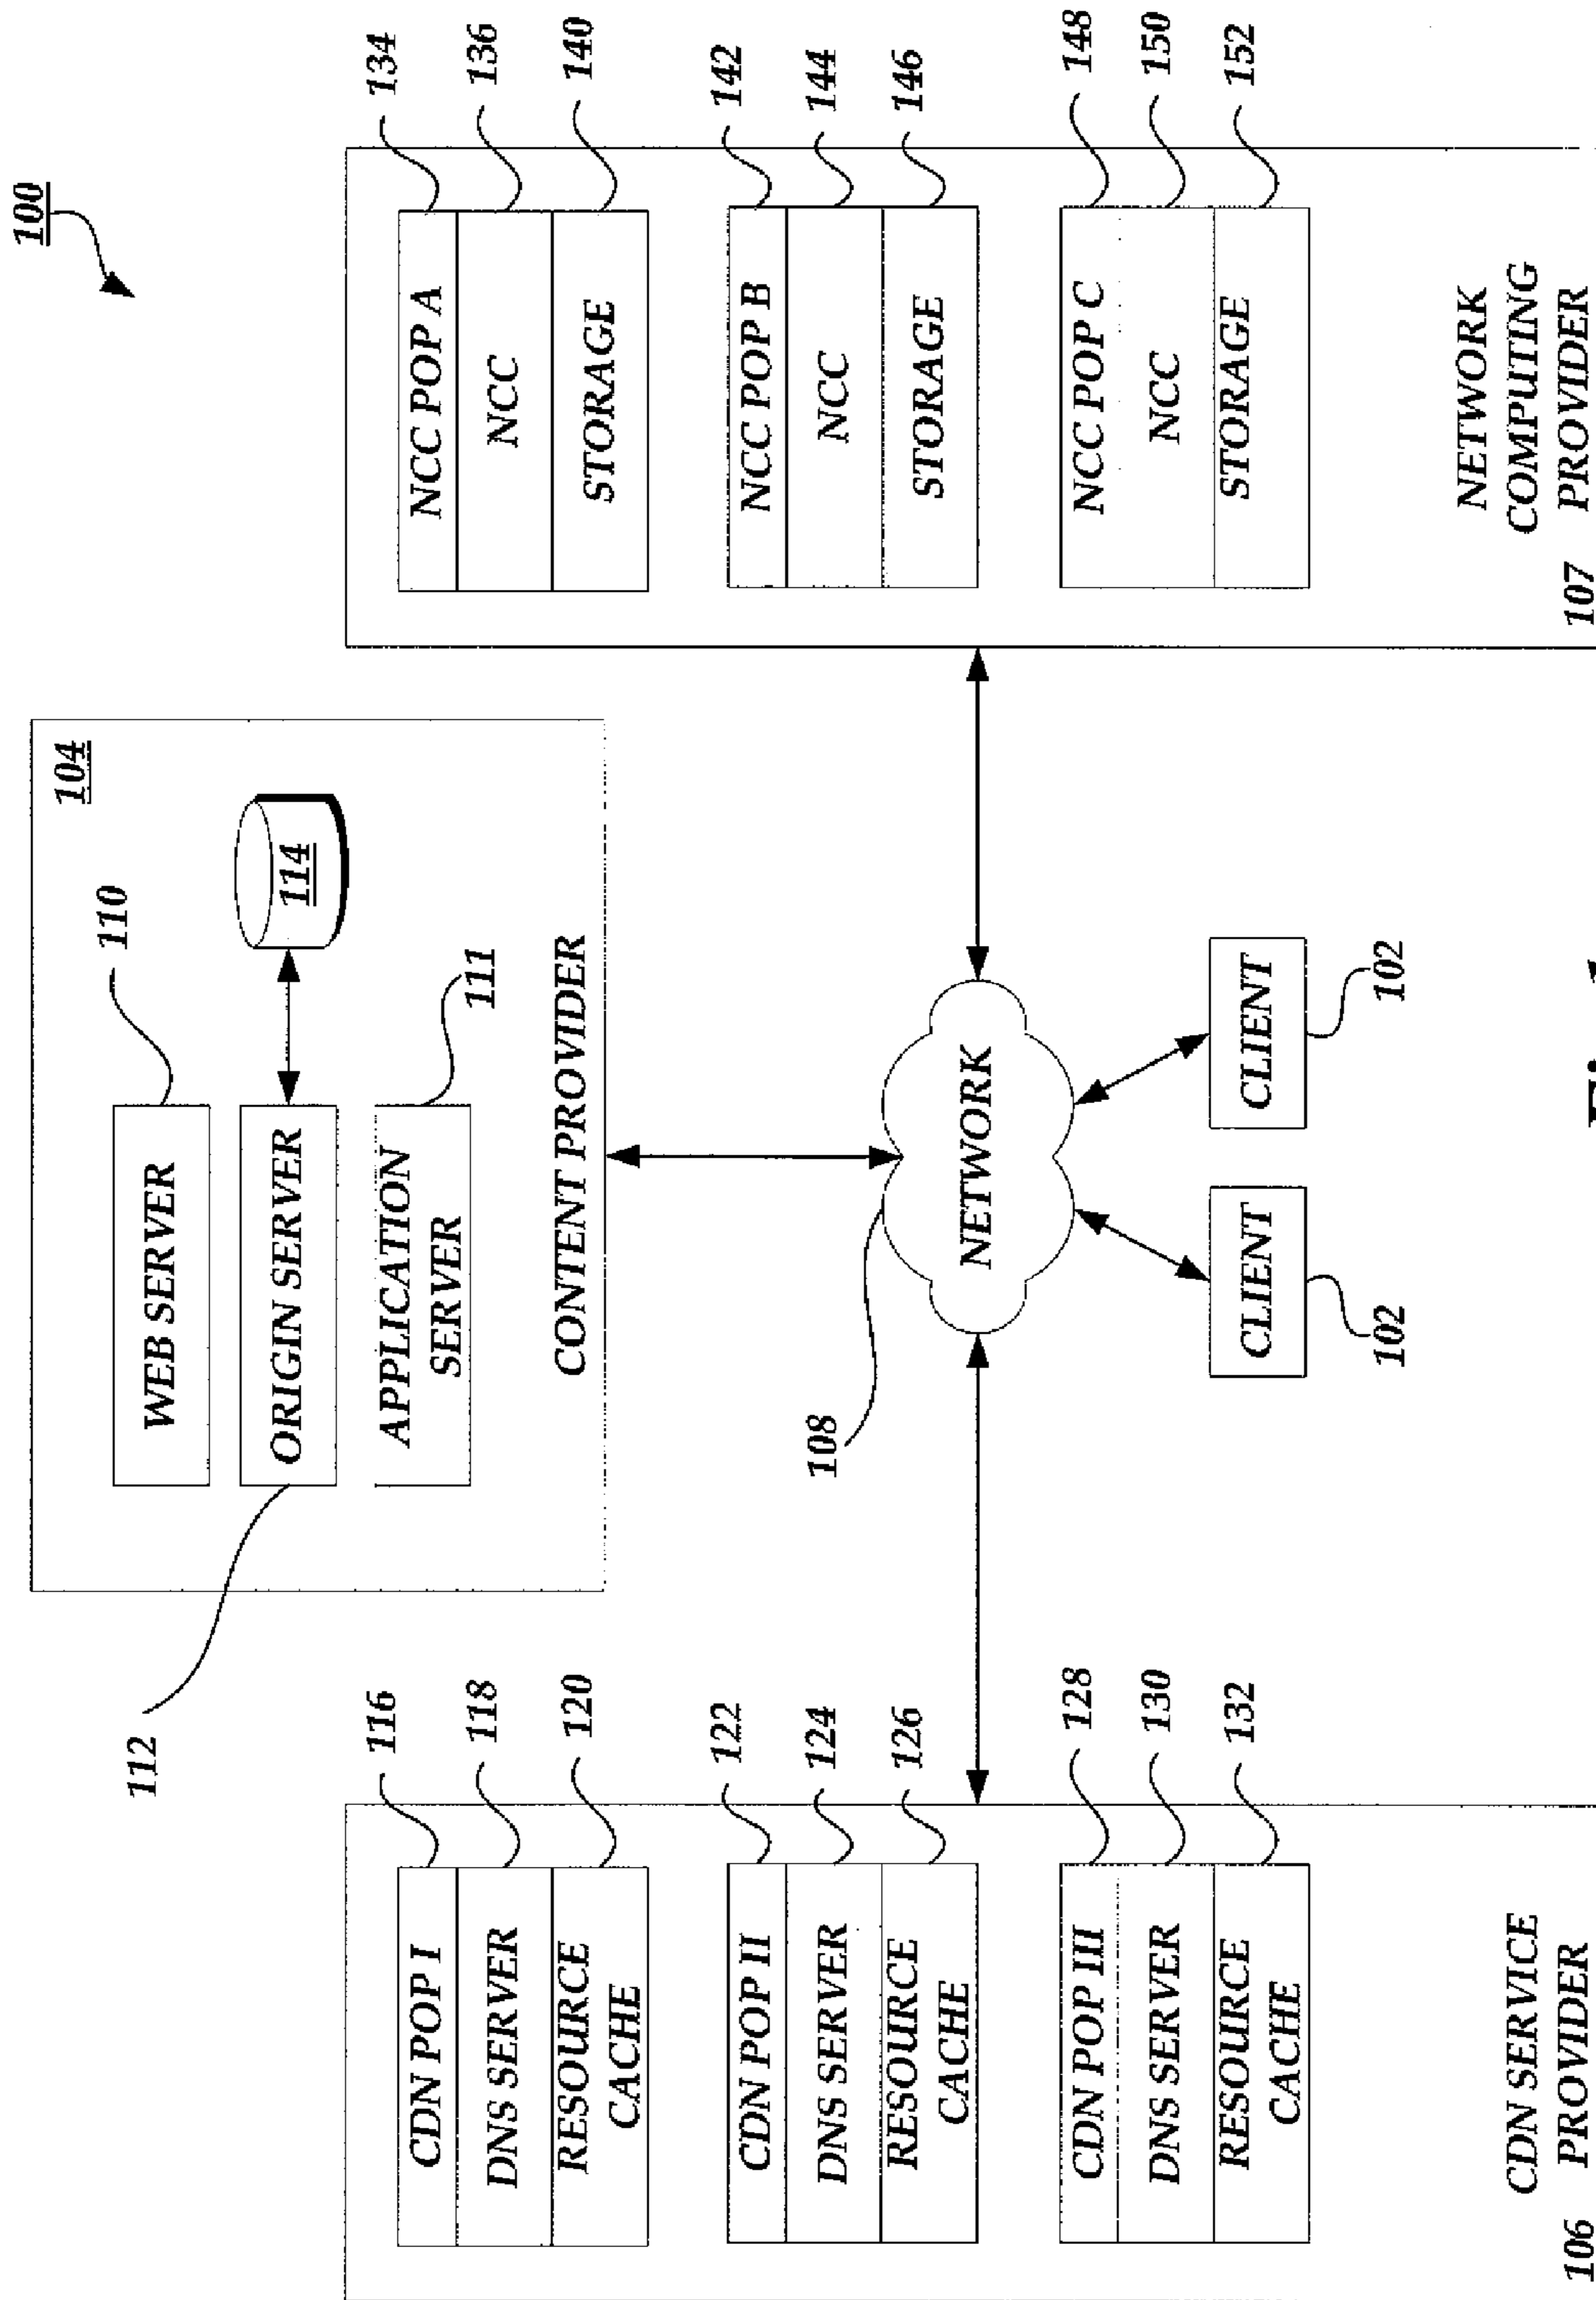 100
104
WEB SERVER
110
ORIGIN SERVER
112
114
APPLICATION
SERVER
111
CONTENT PROVIDER
CDN POP I
116
DNS SERVER
118
RESOURCE
CACHE
120
CDN POP II
122
DNS SERVER
124
RESOURCE
CACHE
126
CDN POP III
128
DNS SERVER
130
RESOURCE
CACHE
132
CDN SERVICE
106 PROVIDER
108
NETWORK
CLIENT
102
CLIENT
102
NCC POP A
134
NCC
136
STORAGE
140
NCC POP B
142
NCC
144
STORAGE
146
NCC POP C
148
NCC
150
STORAGE
152
NETWORK
COMPUTING
107 PROVIDER